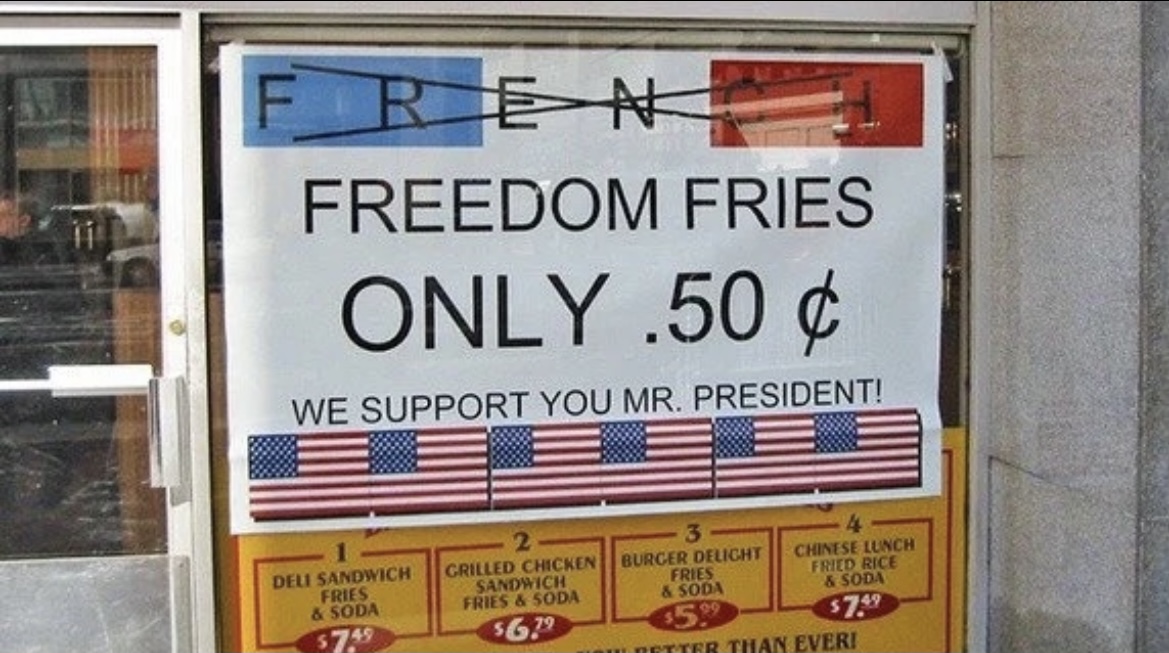 FRENCH
FREEDOM FRIES
ONLY .50 ¢
WE SUPPORT YOU MR. PRESIDENT!
1
DELI SANDWICH
FRIES
& SODA
$7.49
2
GRILLED CHICKEN
SANDWICH
FRIES & SODA
$6.79
3
BURGER DELIGHT
FRIES
& SODA
$5.99
4
CHINESE LUNCH
FRIED RICE
& SODA
$7.49
BETTER THAN EVER!